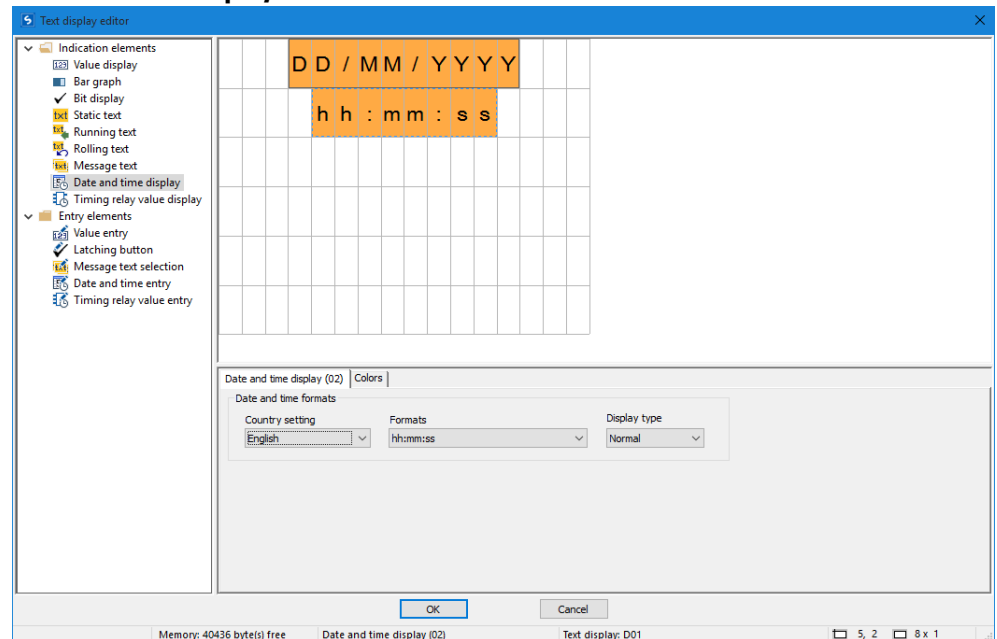 Text display editor
Indication elements
Value display
Bar graph
Bit display
Static text
Running text
Rolling text
Message text
Date and time display
Timing relay value display
Entry elements
Value entry
Latching button
Message text selection
Date and time entry
Timing relay value entry
DD/MM/YYYY
hh:mm:ss
Date and time display (02) Colors
Date and time formats
Country setting Formats Display type
English hh:mm:ss Normal
OK Cancel
Memory: 40436 byte(s) free Date and time display (02) Text display: D01 5, 2 8 x 1